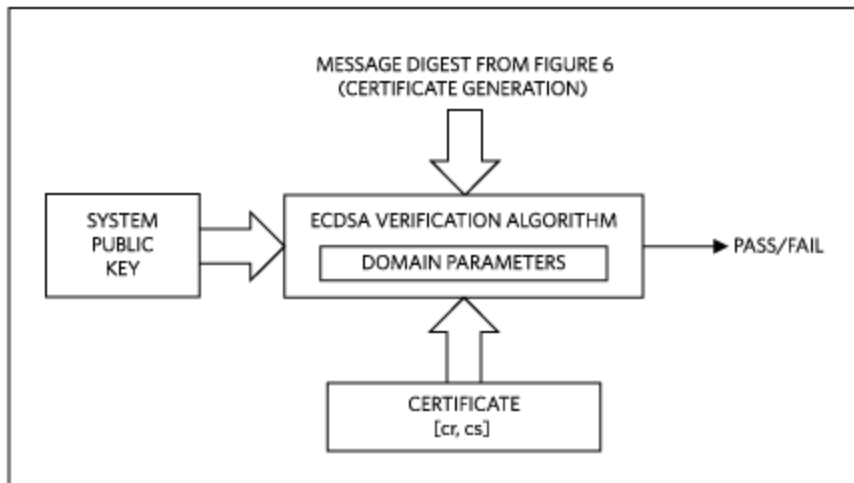 MESSAGE DIGEST FROM FIGURE 6
(CERTIFICATE GENERATION)
SYSTEM
PUBLIC
KEY
ECDSA VERIFICATION ALGORITHM
DOMAIN PARAMETERS
PASS/FAIL
CERTIFICATE
[cr, cs]